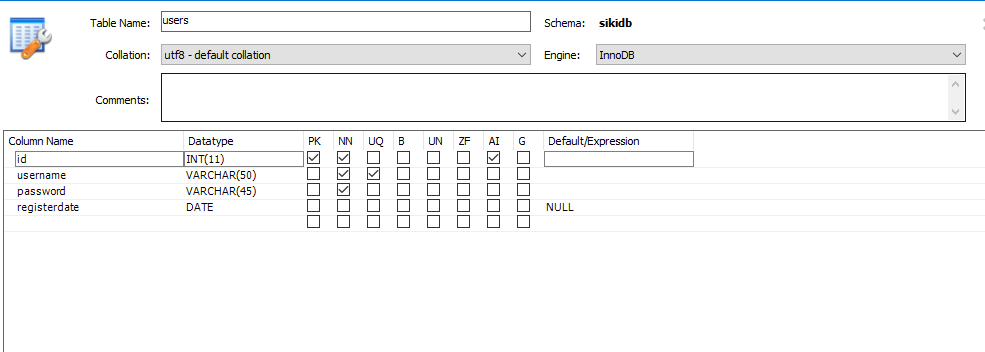 Table Name: users Schema: sikidb
Collation: utf8 - default collation Engine: InnoDB
Comments:
Column Name Datatype PK NN UQ B UN ZF AI G Default/Expression
id INT(11)
username VARCHAR(50)
password VARCHAR(45)
registerdate DATE NULL